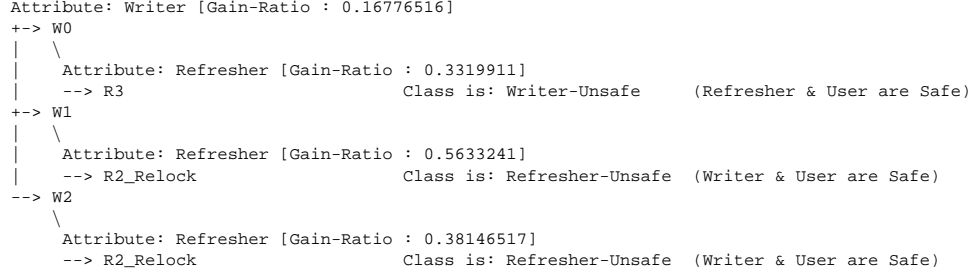 Attribute: Writer [Gain-Ratio : 0.16776516]
+-> W0
|   \
|    Attribute: Refresher [Gain-Ratio : 0.3319911]
|    --> R3                     Class is: Writer-Unsafe    (Refresher & User are Safe)
+-> W1
|   \
|    Attribute: Refresher [Gain-Ratio : 0.5633241]
|    --> R2_Relock              Class is: Refresher-Unsafe (Writer & User are Safe)
--> W2
    \
     Attribute: Refresher [Gain-Ratio : 0.38146517]
     --> R2_Relock              Class is: Refresher-Unsafe (Writer & User are Safe)